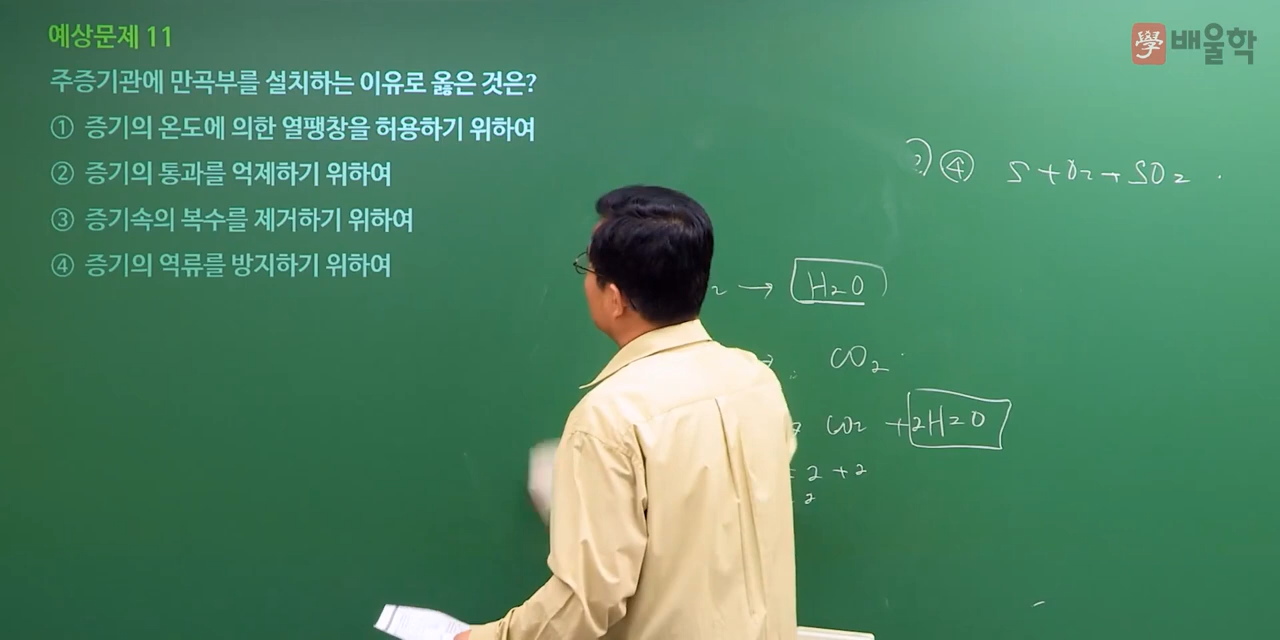 예상문제 11
學 배울학
주증기관에 만곡부를 설치하는 이유로 옳은 것은?
① 증기의 온도에 의한 열팽창을 허용하기 위하여
② 증기의 통과를 억제하기 위하여
③ 증기속의 복수를 제거하기 위하여
④ 증기의 역류를 방지하기 위하여
④ S + O2 → SO2
2 → H2O
CO2
CO2 + 2H2O
= 2 + 2
2